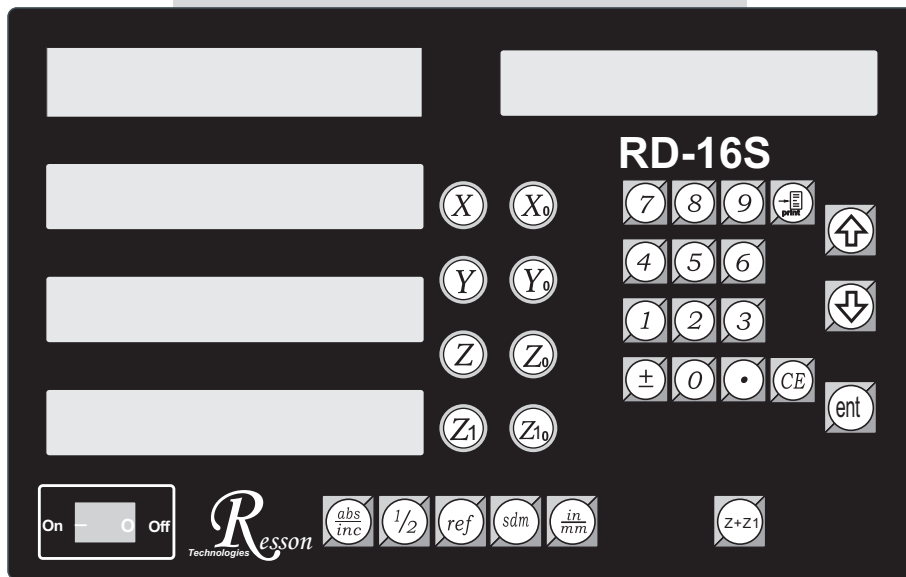 RD-16S
7 8 9 print
X X0
4 5 6
Y Y0
1 2 3
Z Z0
± 0 • CE
ent
Z1 Z10
On – O Off
Resson
Technologies
abs/inc 1/2 ref sdm in/mm Z+Z1